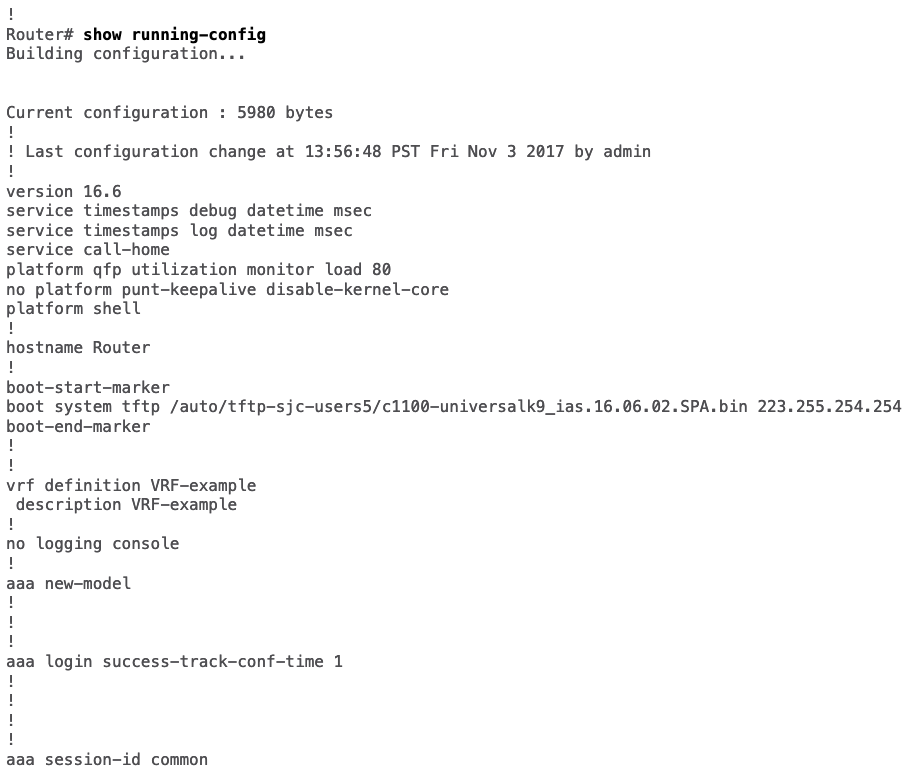 !
Router# show running-config
Building configuration...
Current configuration : 5980 bytes
!
! Last configuration change at 13:56:48 PST Fri Nov 3 2017 by admin
!
version 16.6
service timestamps debug datetime msec
service timestamps log datetime msec
service call-home
platform qfp utilization monitor load 80
no platform punt-keepalive disable-kernel-core
platform shell
!
hostname Router
!
boot-start-marker
boot system tftp /auto/tftp-sjc-users5/c1100-universalk9_ias.16.06.02.SPA.bin 223.255.254.254
boot-end-marker
!
!
vrf definition VRF-example
 description VRF-example
!
no logging console
!
aaa new-model
!
!
!
aaa login success-track-conf-time 1
!
!
!
!
aaa session-id common